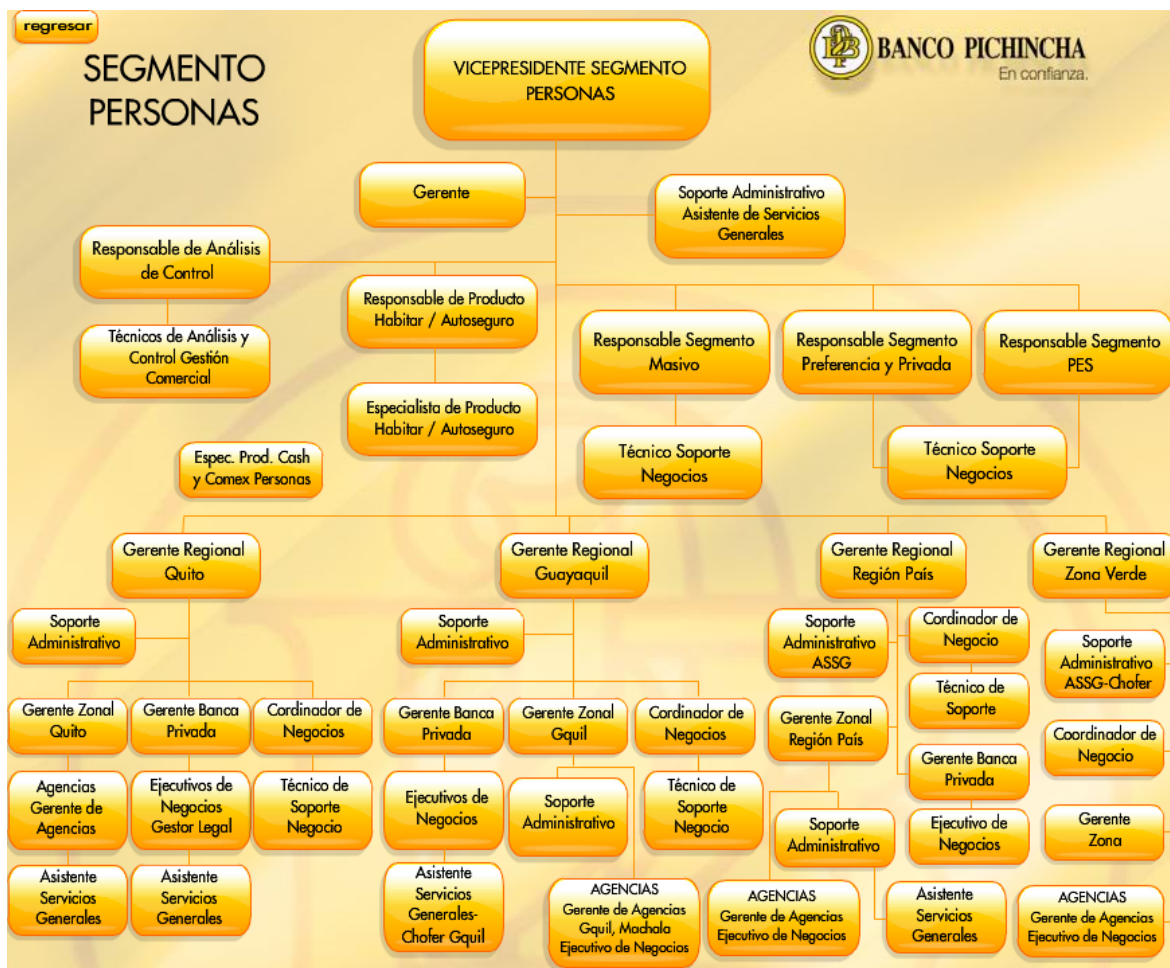 regresar
SEGMENTO
PERSONAS
VICEPRESIDENTE SEGMENTO
PERSONAS
BANCO PICHINCHA
En confianza.
Gerente
Soporte Administrativo
Asistente de Servicios
Generales
Responsable de Análisis
de Control
Responsable de Producto
Habitar / Autoseguro
Técnicos de Análisis y
Control Gestión
Comercial
Responsable Segmento
Masivo
Responsable Segmento
Preferencia y Privada
Responsable Segmento
PES
Especialista de Producto
Habitar / Autoseguro
Espec. Prod. Cash
y Comex Personas
Técnico Soporte
Negocios
Técnico Soporte
Negocios
Gerente Regional
Quito
Gerente Regional
Guayaquil
Gerente Regional
Región País
Gerente Regional
Zona Verde
Soporte
Administrativo
Soporte
Administrativo
Soporte
Administrativo
ASSG
Cordinador de
Negocio
Soporte
Administrativo
ASSG-Chofer
Técnico de
Soporte
Gerente Zonal
Quito
Gerente Banca
Privada
Cordinador de
Negocios
Gerente Banca
Privada
Gerente Zonal
Gquil
Cordinador de
Negocios
Gerente Zonal
Región País
Coordinador de
Negocio
Gerente Banca
Privada
Agencias
Gerente de
Agencias
Ejecutivos de
Negocios
Gestor Legal
Técnico de
Soporte
Negocio
Ejecutivos de
Negocios
Soporte
Administrativo
Técnico de
Soporte
Negocio
Soporte
Administrativo
Ejecutivo de
Negocios
Gerente
Zona
Asistente
Servicios
Generales
Asistente
Servicios
Generales
Asistente
Servicios
Generales-
Chofer Gquil
AGENCIAS
Gerente de Agencias
Gquil, Machala
Ejecutivo de Negocios
AGENCIAS
Gerente de Agencias
Ejecutivo de Negocios
Asistente
Servicios
Generales
AGENCIAS
Gerente de Agencias
Ejecutivo de Negocios